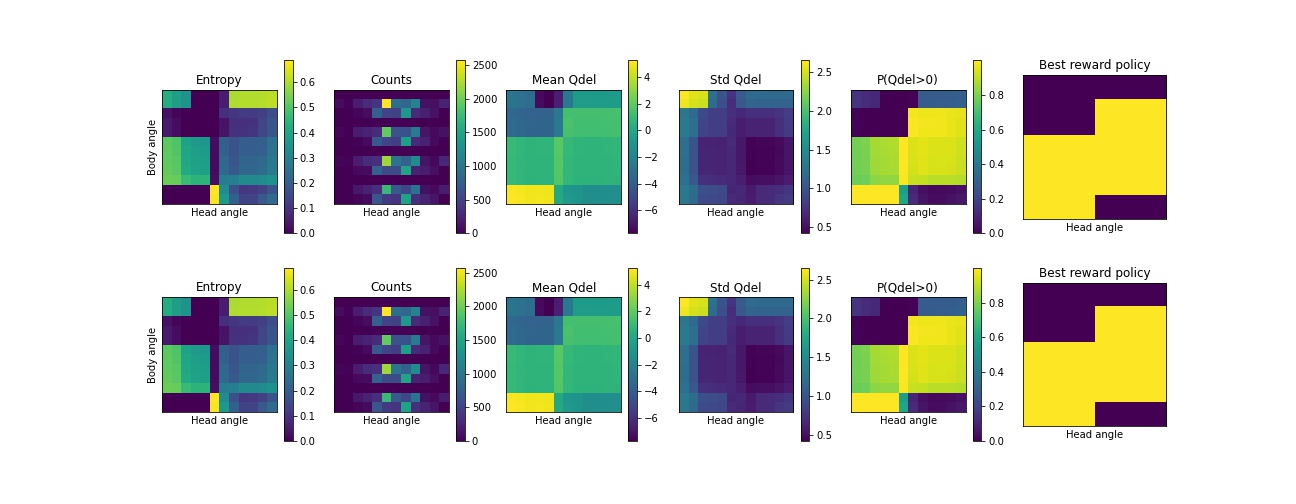 Entropy
Counts
Mean Qdel
Std Qdel
P(Qdel>0)
Best reward policy
Body angle
0.6
0.5
0.4
0.3
0.2
0.1
0.0
Head angle
2500
2000
1500
1000
500
0
Head angle
4
2
0
−2
−4
−6
Head angle
2.5
2.0
1.5
1.0
0.5
Head angle
0.8
0.6
0.4
0.2
0.0
Head angle
Head angle
Entropy
Counts
Mean Qdel
Std Qdel
P(Qdel>0)
Best reward policy
Body angle
0.6
0.5
0.4
0.3
0.2
0.1
0.0
Head angle
2500
2000
1500
1000
500
0
Head angle
4
2
0
−2
−4
−6
Head angle
2.5
2.0
1.5
1.0
0.5
Head angle
0.8
0.6
0.4
0.2
0.0
Head angle
Head angle